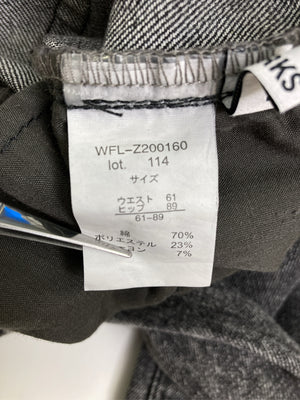 WFL-Z200160
lot. 114
サイズ
ウエスト 61
ヒップ 89
61-89
綿 70%
ポリエステル 23%
7%